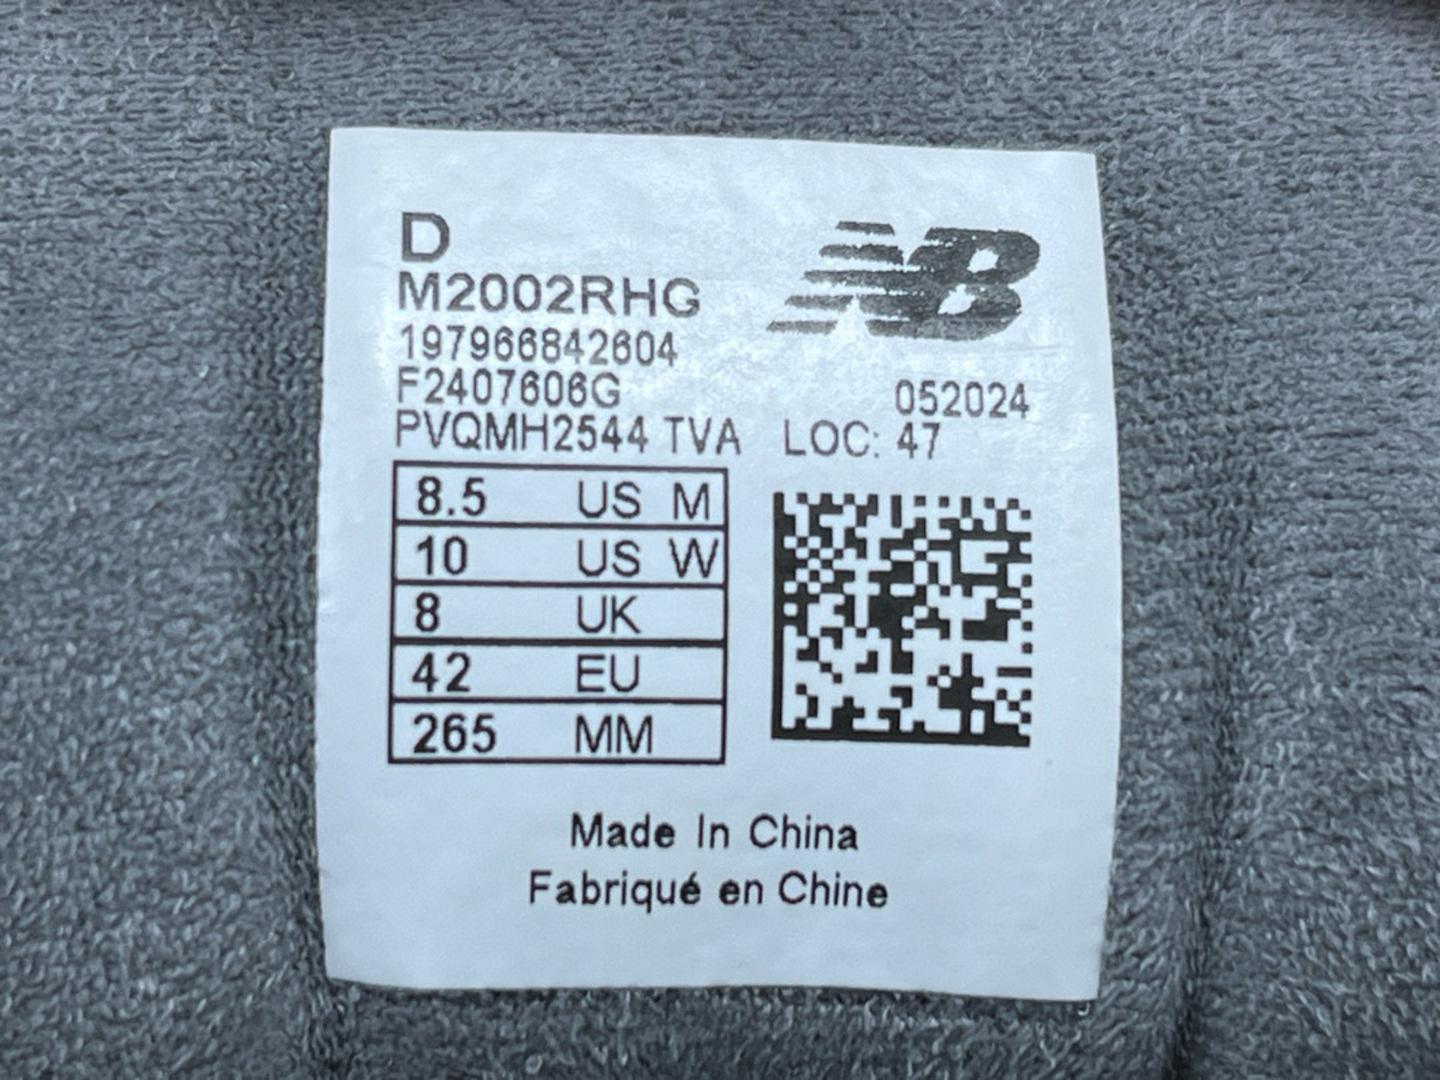 D
NB
M2002RHG
197966842604
F2407606G 052024
PVQMH2544 TVA LOC: 47
8.5 US M
10 US W
8 UK
42 EU
265 MM
Made In China
Fabriqué en Chine